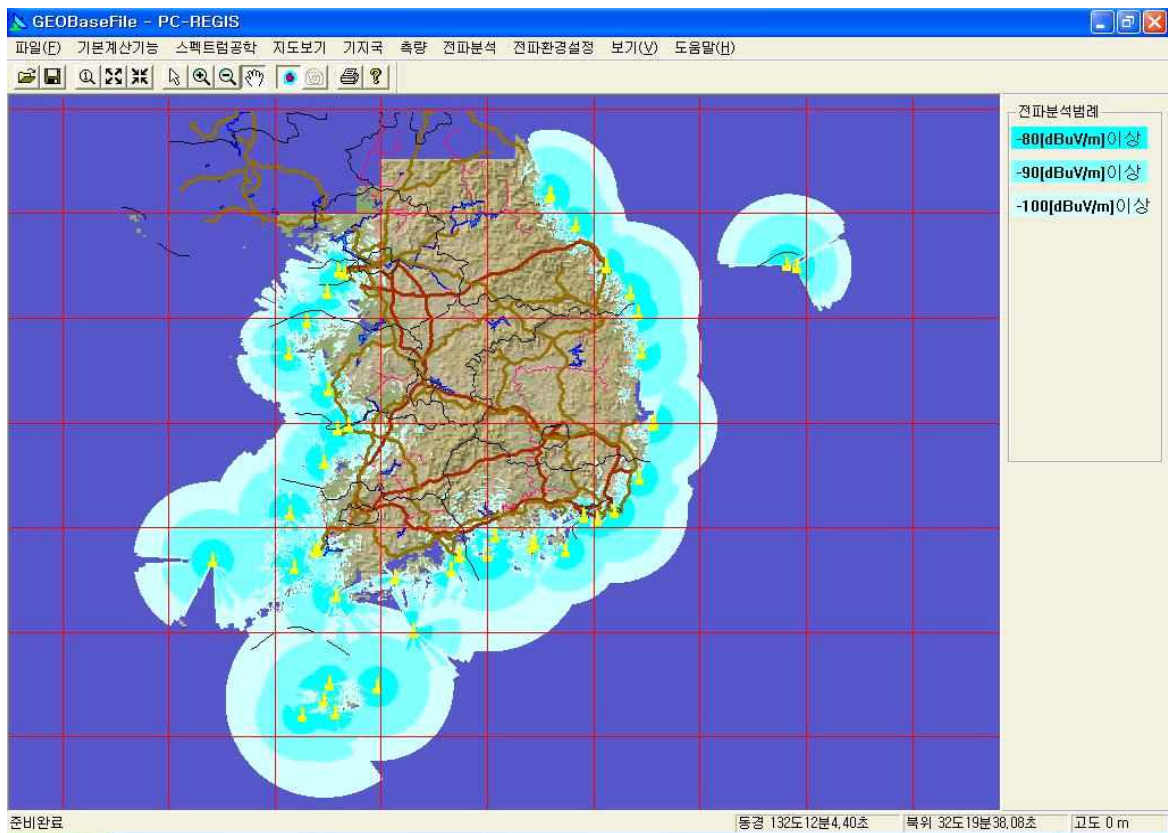 GEOBaseFile - PC-REGIS
파일(F) 기본계산기능 스펙트럼공학 지도보기 기지국 측량 전파분석 전파환경설정 보기(V) 도움말(H)
전파분석범례
-80[dBuV/m]이상
-90[dBuV/m]이상
-100[dBuV/m]이상
준비완료 동경 132도12분4,40초 북위 32도19분38,08초 고도 0 m